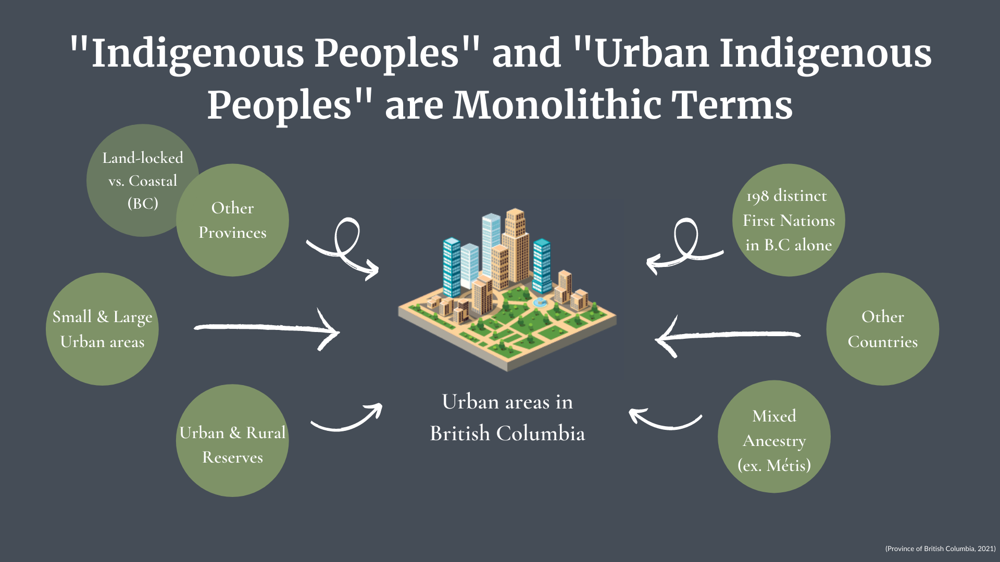 "Indigenous Peoples" and "Urban Indigenous
Peoples" are Monolithic Terms
Land-locked
vs. Coastal
(BC)
Other
Provinces
198 distinct
First Nations
in B.C alone
Small & Large
Urban areas
Other
Countries
Urban & Rural
Reserves
Urban areas in
British Columbia
Mixed
Ancestry
(ex. Métis)
(Province of British Columbia, 2021)